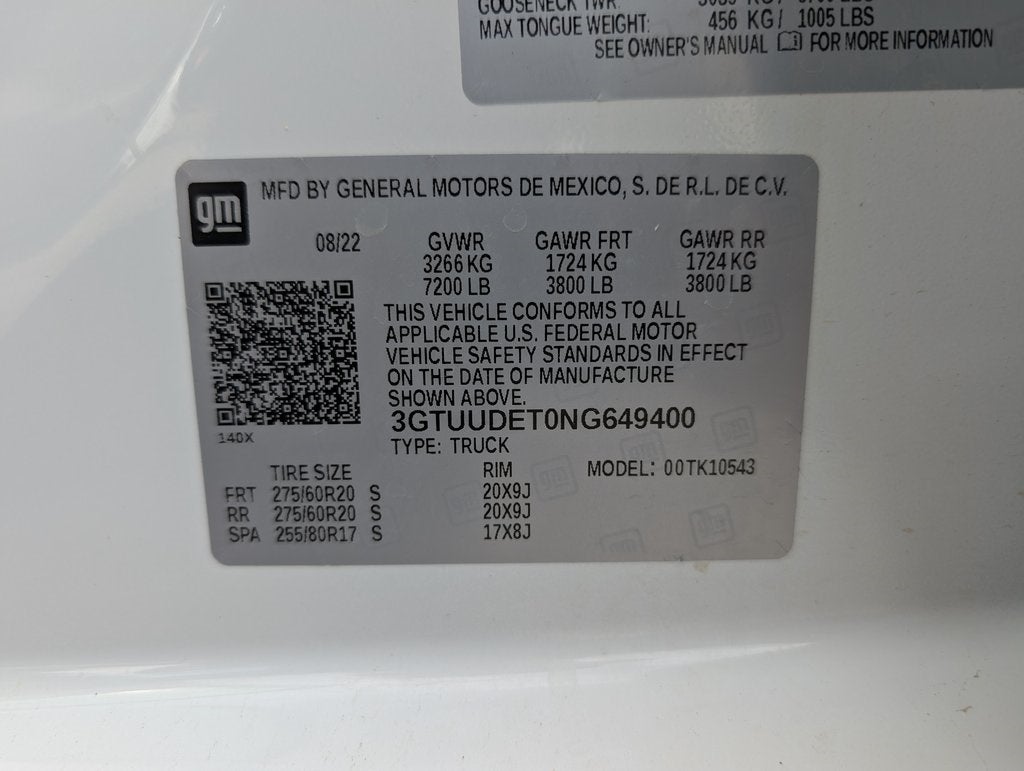 GOOSENECK TWR:
MAX TONGUE WEIGHT: 456 KG / 1005 LBS
SEE OWNER'S MANUAL FOR MORE INFORMATION
gm
MFD BY GENERAL MOTORS DE MEXICO, S. DE R.L. DE C.V.
08/22 GVWR GAWR FRT GAWR RR
3266 KG 1724 KG 1724 KG
7200 LB 3800 LB 3800 LB
THIS VEHICLE CONFORMS TO ALL
APPLICABLE U.S. FEDERAL MOTOR
VEHICLE SAFETY STANDARDS IN EFFECT
ON THE DATE OF MANUFACTURE
SHOWN ABOVE.
3GTUUDET0NG649400
140X
TYPE: TRUCK
TIRE SIZE RIM MODEL: 00TK10543
FRT 275/60R20 S 20X9J
RR 275/60R20 S 20X9J
SPA 255/80R17 S 17X8J